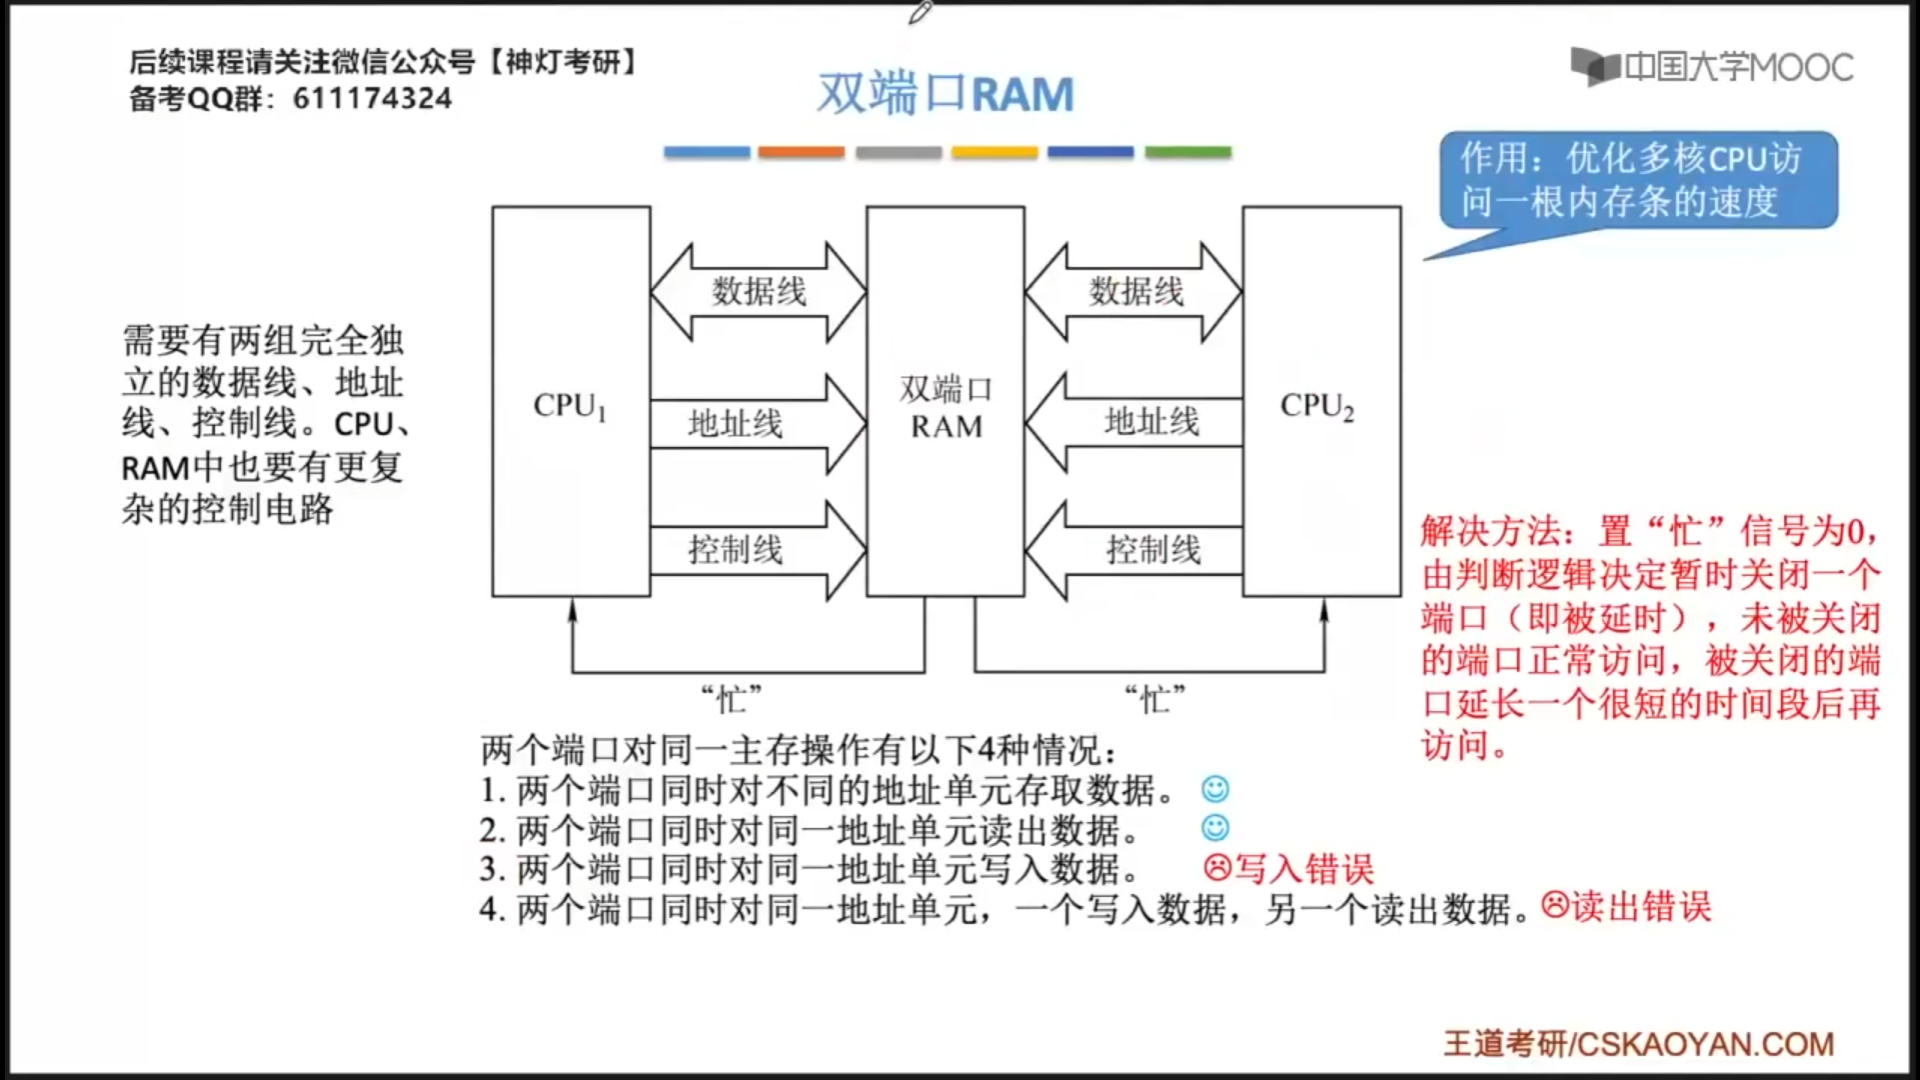 后续课程请关注微信公众号【神灯考研】
备考QQ群：611174324
双端口RAM
中国大学MOOC
作用：优化多核CPU访
问一根内存条的速度
需要有两组完全独
立的数据线、地址
线、控制线。CPU、
RAM中也要有更复
杂的控制电路
CPU₁
数据线
地址线
控制线
双端口
RAM
数据线
地址线
控制线
CPU₂
“忙”
“忙”
解决方法：置“忙”信号为0，
由判断逻辑决定暂时关闭一个
端口（即被延时），未被关闭
的端口正常访问，被关闭的端
口延长一个很短的时间段后再
访问。
两个端口对同一主存操作有以下4种情况：
1. 两个端口同时对不同的地址单元存取数据。
2. 两个端口同时对同一地址单元读出数据。
3. 两个端口同时对同一地址单元写入数据。 ☹写入错误
4. 两个端口同时对同一地址单元，一个写入数据，另一个读出数据。☹读出错误
王道考研/CSKAOYAN.COM